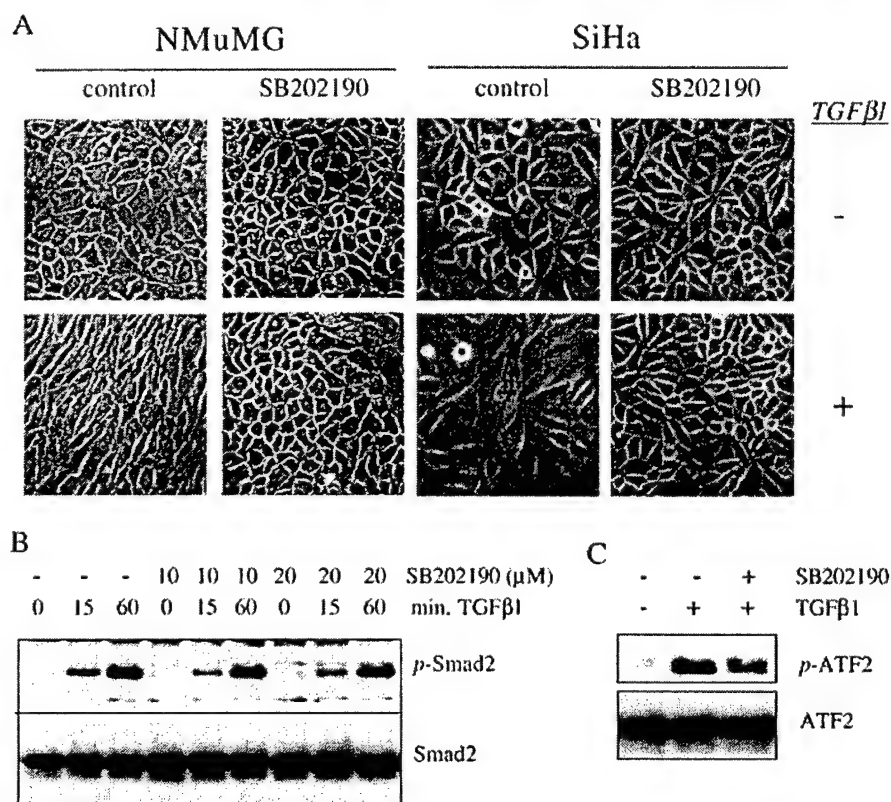 A
NMuMG SiHa
control SB202190 control SB202190 TGFβ1
-
+
B
- - - 10 10 10 20 20 20 SB202190 (μM)
0 15 60 0 15 60 0 15 60 min. TGFβ1
p-Smad2
Smad2
C
- - + SB202190
- + + TGFβ1
p-ATF2
ATF2